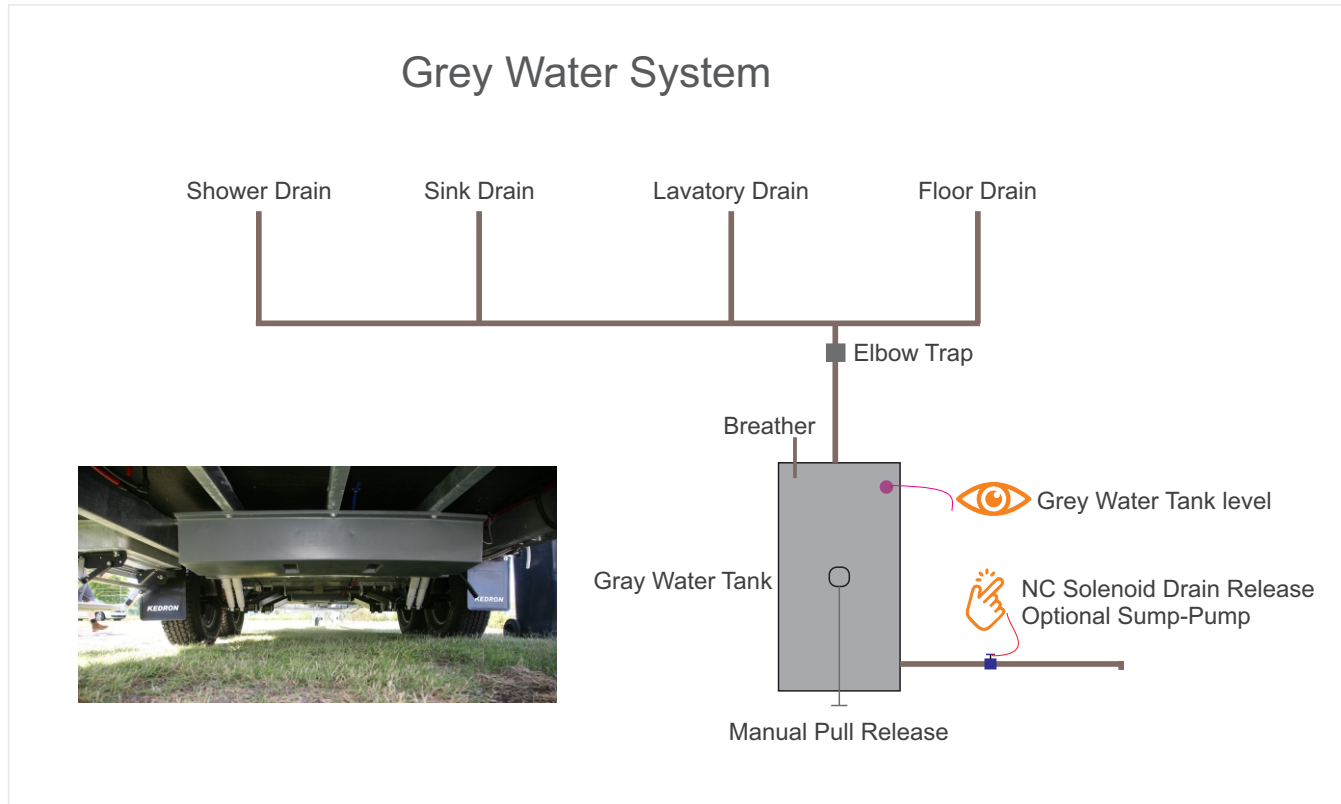 Grey Water System
Shower Drain
Sink Drain
Lavatory Drain
Floor Drain
Elbow Trap
Breather
Grey Water Tank level
Gray Water Tank
NC Solenoid Drain Release
Optional Sump-Pump
Manual Pull Release
KEDRON
KEDRON